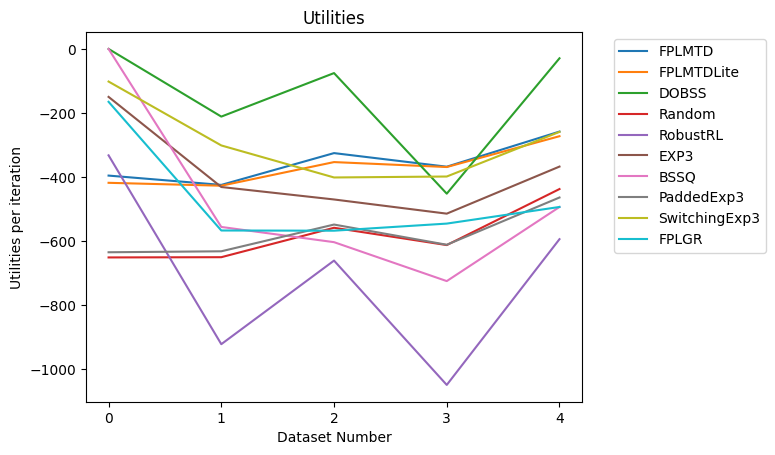 Utilities
Utilities per iteration
0
−200
−400
−600
−800
−1000
0 1 2 3 4
Dataset Number
FPLMTD
FPLMTDLite
DOBSS
Random
RobustRL
EXP3
BSSQ
PaddedExp3
SwitchingExp3
FPLGR